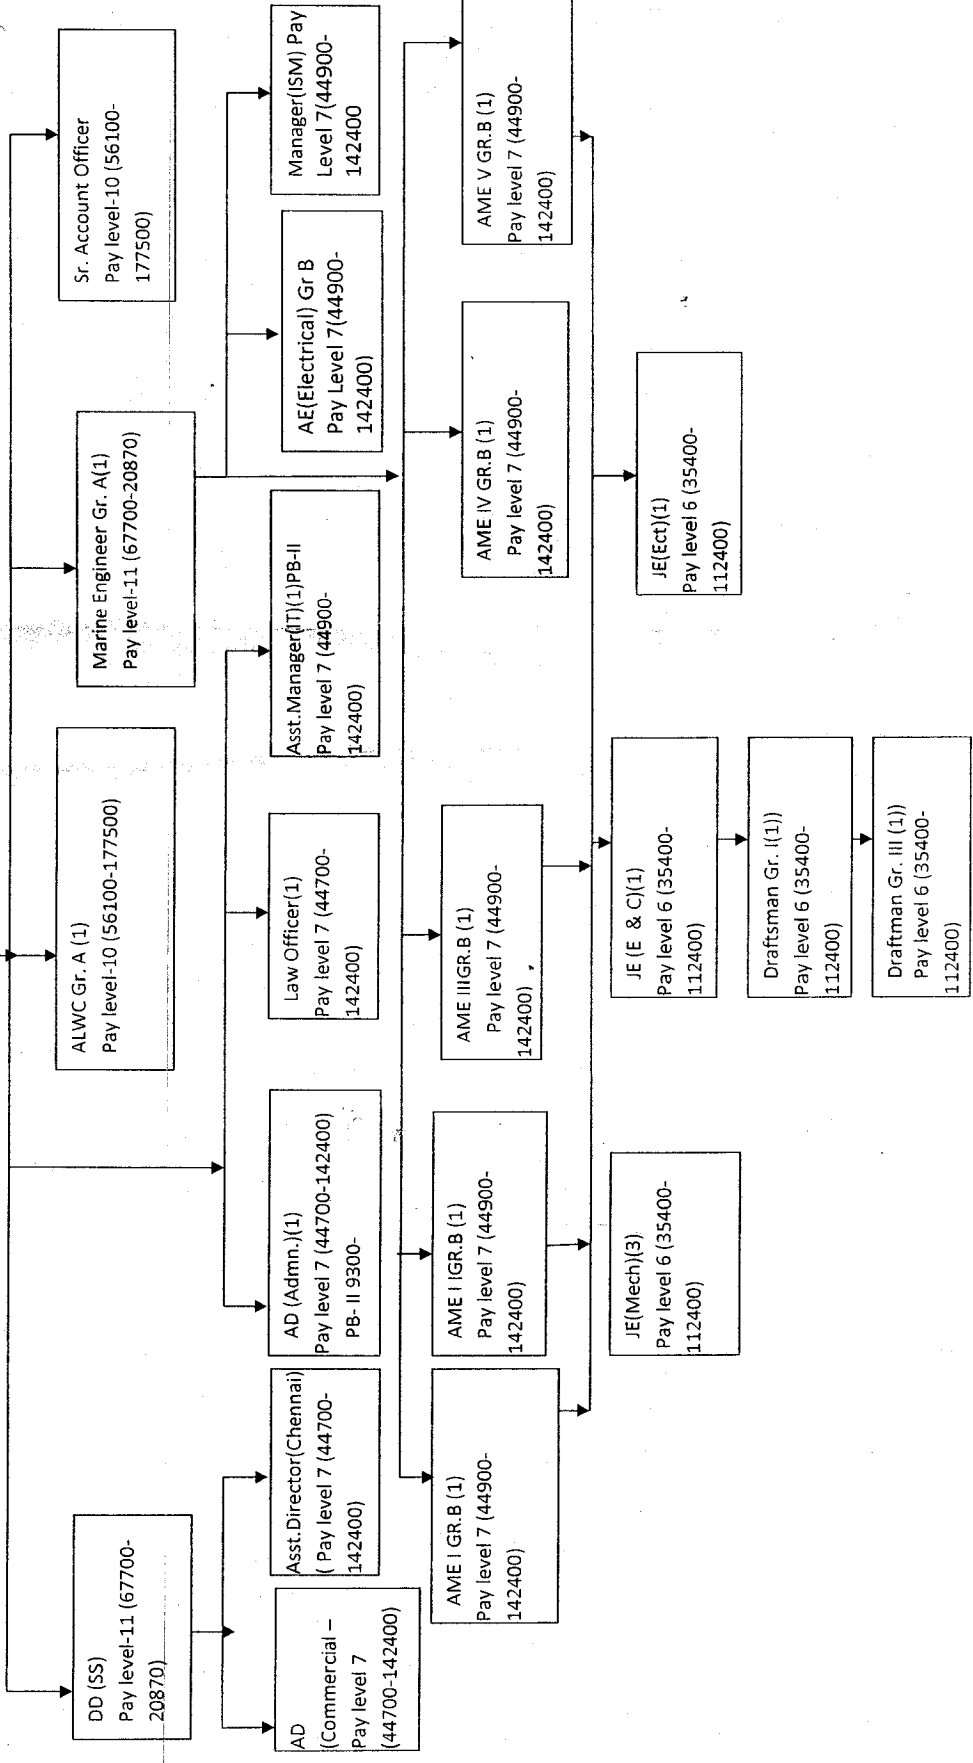 DD (SS)
Pay level-11 (67700-
20870)
ALWC Gr. A (1)
Pay level-10 (56100-177500)
Marine Engineer Gr. A(1)
Pay level-11 (67700-20870)
Sr. Account Officer
Pay level-10 (56100-
177500)
AD
(Commercial –
Pay level 7
(44700-142400)
Asst.Director(Chennai)
( Pay level 7 (44700-
142400)
AD (Admn.)(1)
Pay level 7 (44700-142400)
PB- II 9300-
Law Officer(1)
Pay level 7 (44700-
142400)
Asst.Manager(IT)(1)PB-II
Pay level 7 (44900-
142400)
AE(Electrical) Gr B
Pay Level 7(44900-
142400)
Manager(ISM) Pay
Level 7(44900-
142400
AME I GR.B (1)
Pay level 7 (44900-
142400)
AME I IGR.B (1)
Pay level 7 (44900-
142400)
AME IIIGR.B (1)
Pay level 7 (44900-
142400)
AME IV GR.B (1)
Pay level 7 (44900-
142400)
AME V GR.B (1)
Pay level 7 (44900-
142400)
JE(Mech)(3)
Pay level 6 (35400-
112400)
JE (E & C)(1)
Pay level 6 (35400-
112400)
JE(Ect)(1)
Pay level 6 (35400-
112400)
Draftsman Gr. I(1))
Pay level 6 (35400-
112400)
Draftman Gr. III (1))
Pay level 6 (35400-
112400)